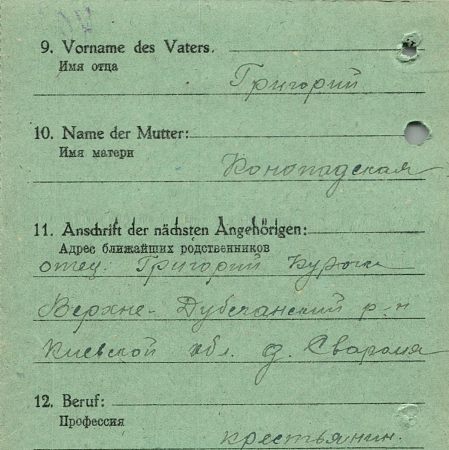 9. Vorname des Vaters.
Имя отца
Григорий
10. Name der Mutter:
Имя матери
Конопадская
11. Anschrift der nächsten Angehörigen:
Адрес ближайших родственников
отец: Григорий
Верхне-Дубечанский р-н
Киевской обл. д. Сваромя
12. Beruf:
Профессия
крестьянин.